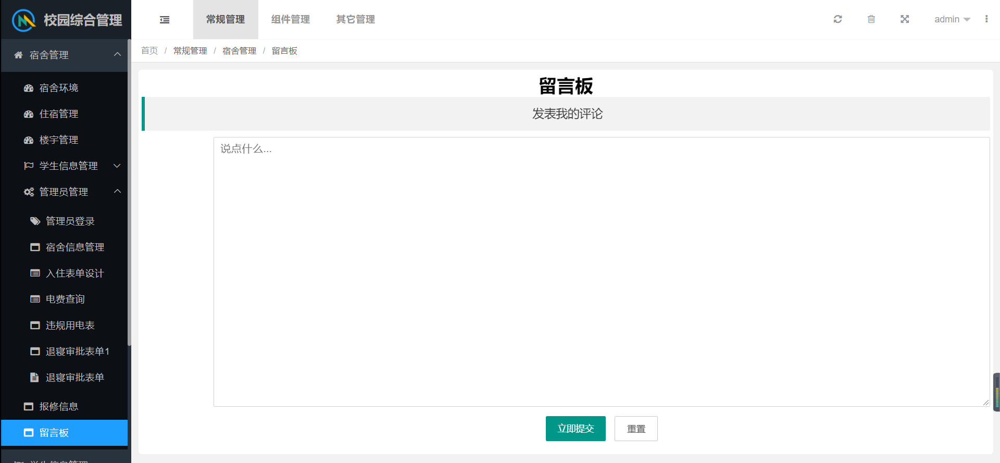 校园综合管理
常规管理
组件管理
其它管理
admin
首页 / 常规管理 / 宿舍管理 / 留言板
宿舍管理
宿舍环境
住宿管理
楼宇管理
学生信息管理
管理员管理
管理员登录
宿舍信息管理
入住表单设计
电费查询
违规用电表
退寝审批表单1
退寝审批表单
报修信息
留言板
学生信息管理
留言板
发表我的评论
说点什么...
立即提交
重置